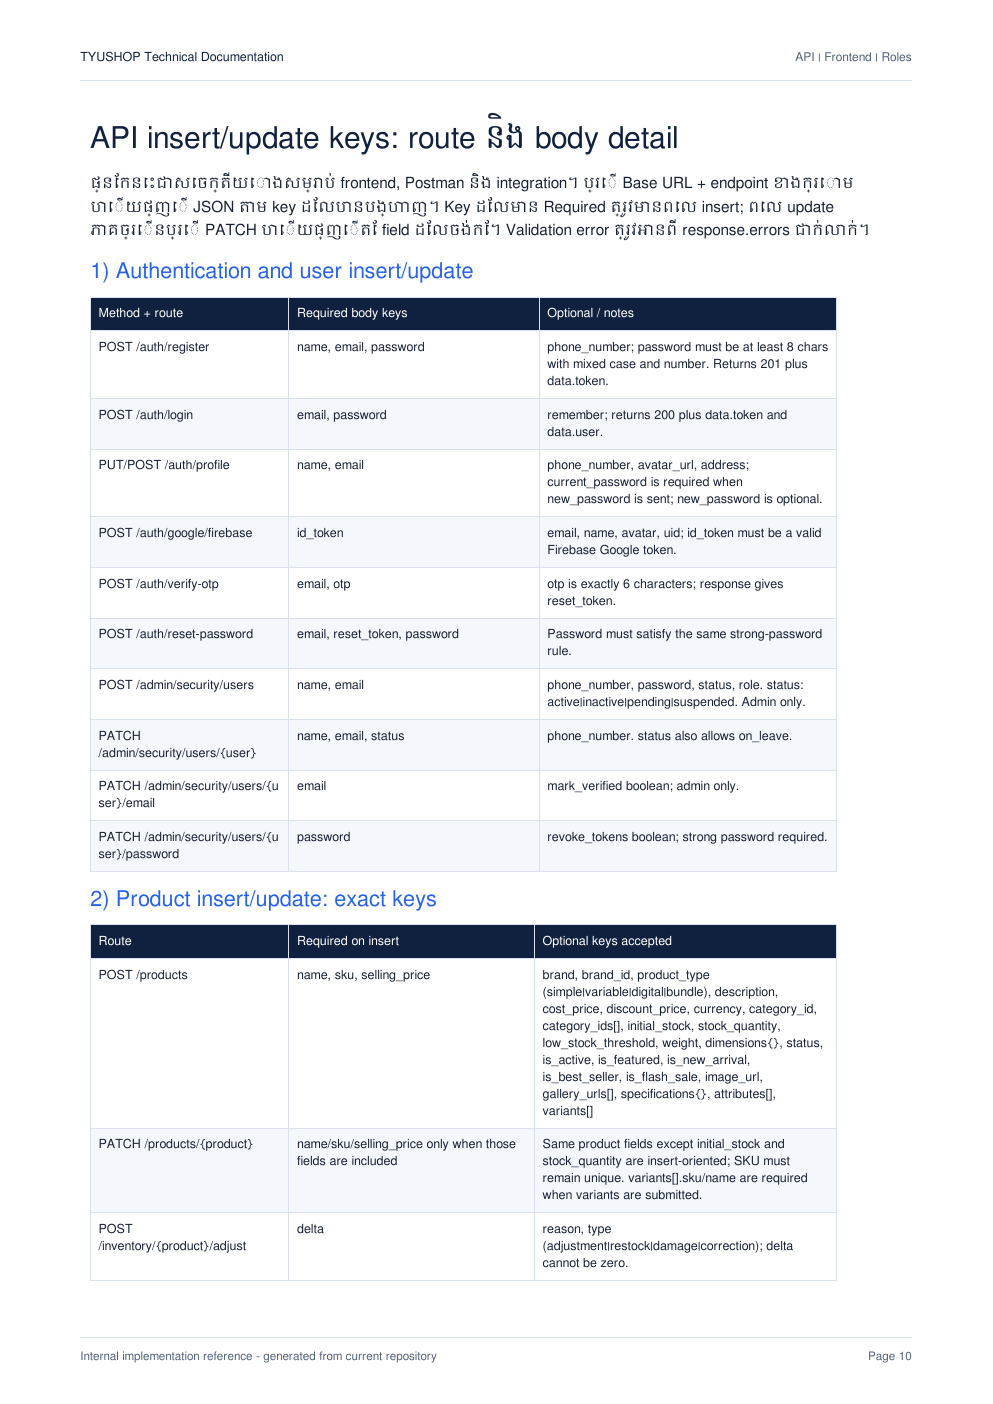 TYUSHOP Technical Documentation
API | Frontend | Roles
API insert/update keys: route និង body detail
ផ្នែកនេះជាសេចក្តីយោងសម្រាប់ frontend, Postman និង integration។ ប្រើ Base URL + endpoint ខាងក្រោម
ហើយផ្ញើ JSON តាម key ដែលបានបង្ហាញ។ Key ដែលមាន Required ត្រូវមានពេល insert; ពេល update
ភាគច្រើនប្រើ PATCH ហើយផ្ញើតែ field ដែលចង់កែ។ Validation error ត្រូវអានពី response.errors ជាក់លាក់។
1) Authentication and user insert/update
Method + route
Required body keys
Optional / notes
POST /auth/register
name, email, password
phone_number; password must be at least 8 chars
with mixed case and number. Returns 201 plus
data.token.
POST /auth/login
email, password
remember; returns 200 plus data.token and
data.user.
PUT/POST /auth/profile
name, email
phone_number, avatar_url, address;
current_password is required when
new_password is sent; new_password is optional.
POST /auth/google/firebase
id_token
email, name, avatar, uid; id_token must be a valid
Firebase Google token.
POST /auth/verify-otp
email, otp
otp is exactly 6 characters; response gives
reset_token.
POST /auth/reset-password
email, reset_token, password
Password must satisfy the same strong-password
rule.
POST /admin/security/users
name, email
phone_number, password, status, role. status:
active|inactive|pending|suspended. Admin only.
PATCH
/admin/security/users/{user}
name, email, status
phone_number. status also allows on_leave.
PATCH /admin/security/users/{u
ser}/email
email
mark_verified boolean; admin only.
PATCH /admin/security/users/{u
ser}/password
password
revoke_tokens boolean; strong password required.
2) Product insert/update: exact keys
Route
Required on insert
Optional keys accepted
POST /products
name, sku, selling_price
brand, brand_id, product_type
(simple|variable|digital|bundle), description,
cost_price, discount_price, currency, category_id,
category_ids[], initial_stock, stock_quantity,
low_stock_threshold, weight, dimensions{}, status,
is_active, is_featured, is_new_arrival,
is_best_seller, is_flash_sale, image_url,
gallery_urls[], specifications{}, attributes[],
variants[]
PATCH /products/{product}
name/sku/selling_price only when those
fields are included
Same product fields except initial_stock and
stock_quantity are insert-oriented; SKU must
remain unique. variants[].sku/name are required
when variants are submitted.
POST
/inventory/{product}/adjust
delta
reason, type
(adjustment|restock|damage|correction); delta
cannot be zero.
Internal implementation reference - generated from current repository
Page 10